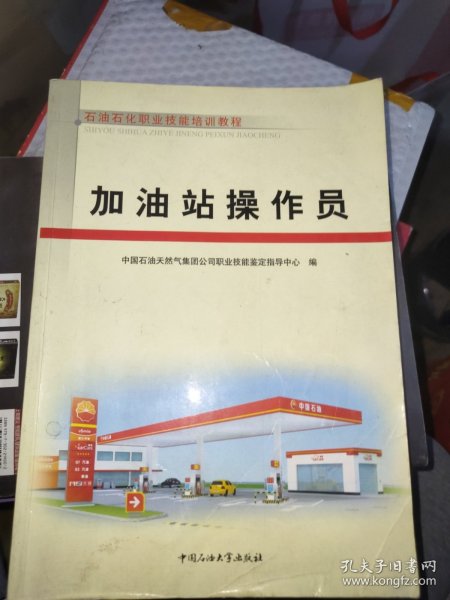 石油石化职业技能培训教程
SHIYOU SHIHUA ZHIYE JINENG PEIXUN JIAOCHENG
加油站操作员
中国石油天然气集团公司职业技能鉴定指导中心 编
中国石油
中国石油大学出版社
孔夫子旧书网
www.kongfz.com